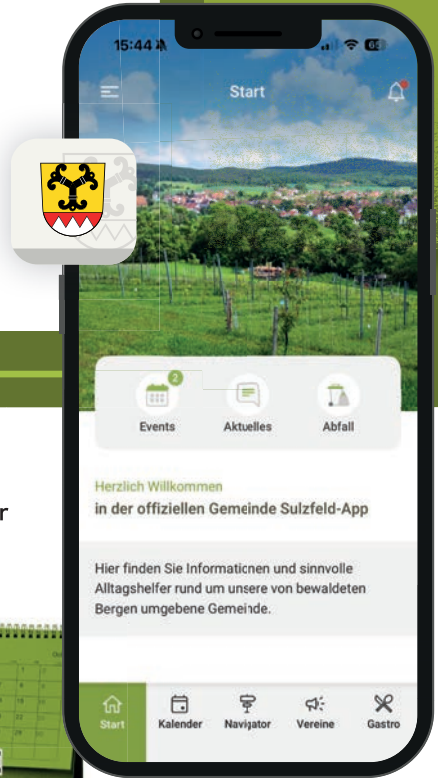 15:44
65
Start
2
Events Aktuelles Abfall
Herzlich Willkommen
in der offiziellen Gemeinde Sulzfeld-App
r
Hier finden Sie Informationen und sinnvolle
Alltagshelfer rund um unsere von bewaldeten
Bergen umgebene Gemeinde.
Start Kalender Navigator Vereine Gastro